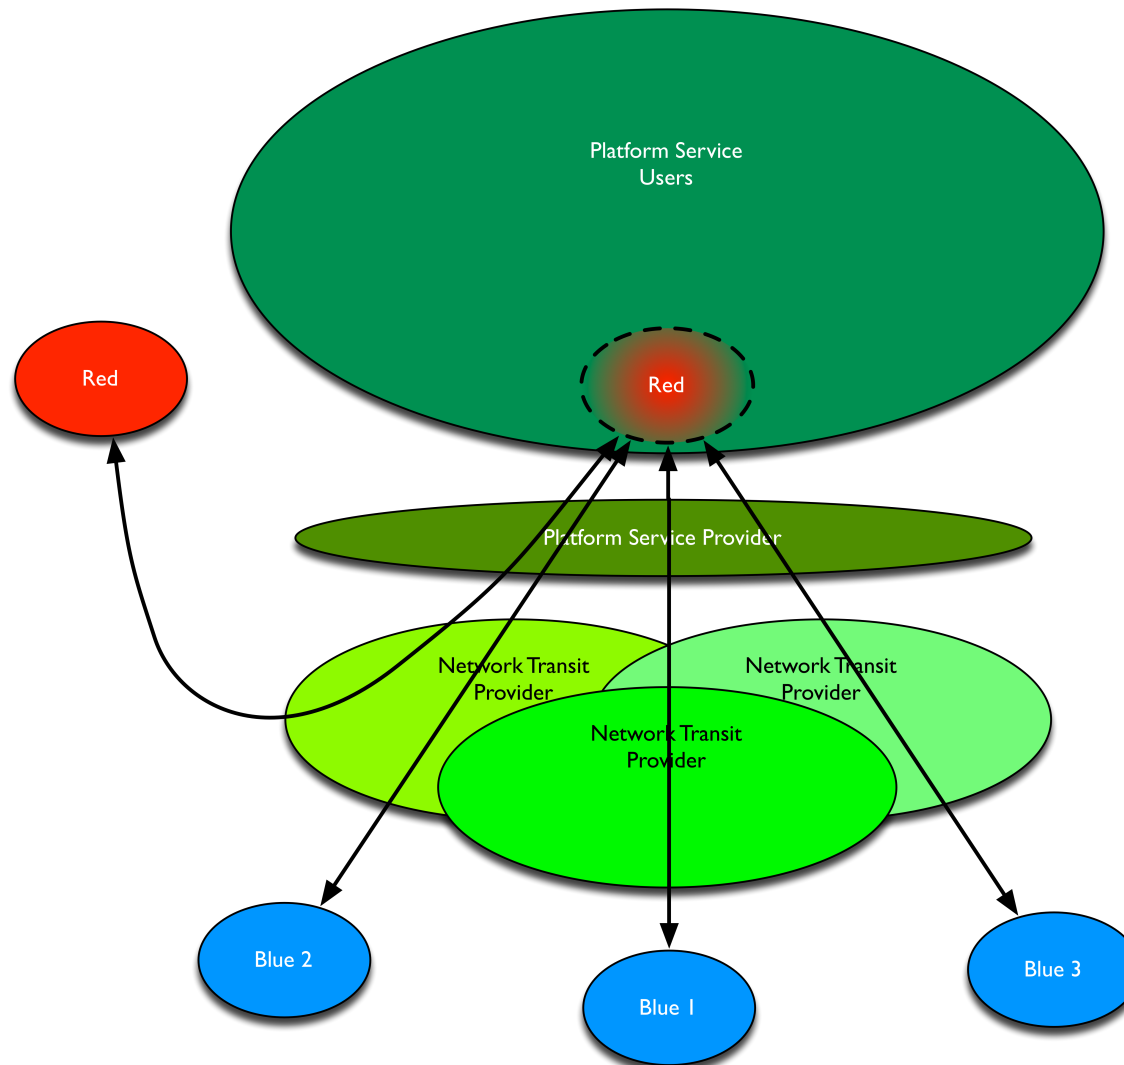 Platform Service
Users
Red
Red
Platform Service Provider
Network Transit
Provider
Network Transit
Provider
Network Transit
Provider
Blue 2
Blue 1
Blue 3